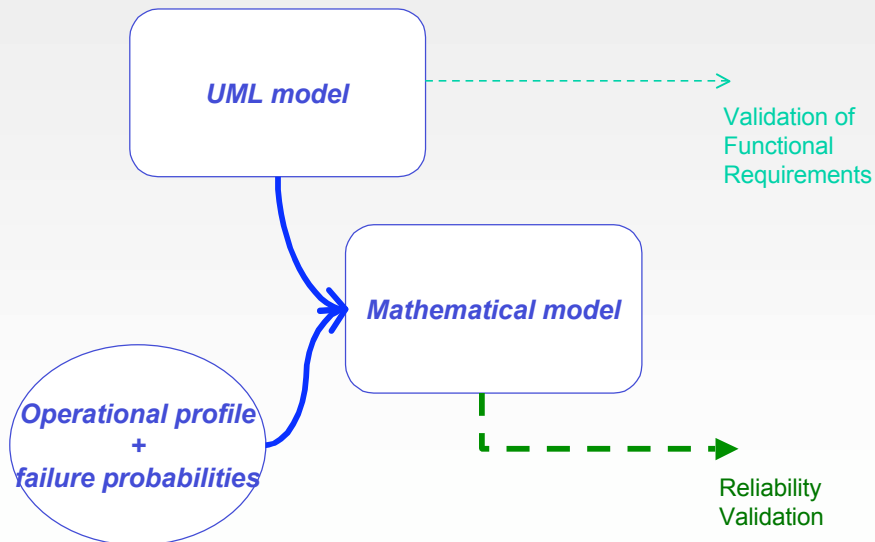 UML model
Validation of
Functional
Requirements
Mathematical model
Operational profile
+
failure probabilities
Reliability
Validation